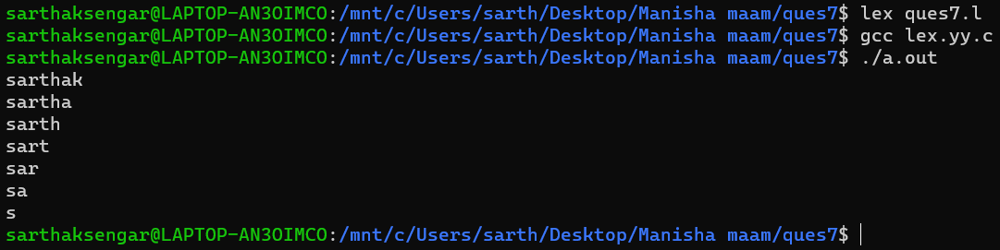 sarthaksengar@LAPTOP-AN3OIMCO:/mnt/c/Users/sarth/Desktop/Manisha maam/ques7$ lex ques7.l
sarthaksengar@LAPTOP-AN3OIMCO:/mnt/c/Users/sarth/Desktop/Manisha maam/ques7$ gcc lex.yy.c
sarthaksengar@LAPTOP-AN3OIMCO:/mnt/c/Users/sarth/Desktop/Manisha maam/ques7$ ./a.out
sarthak
sartha
sarth
sart
sar
sa
s
sarthaksengar@LAPTOP-AN3OIMCO:/mnt/c/Users/sarth/Desktop/Manisha maam/ques7$